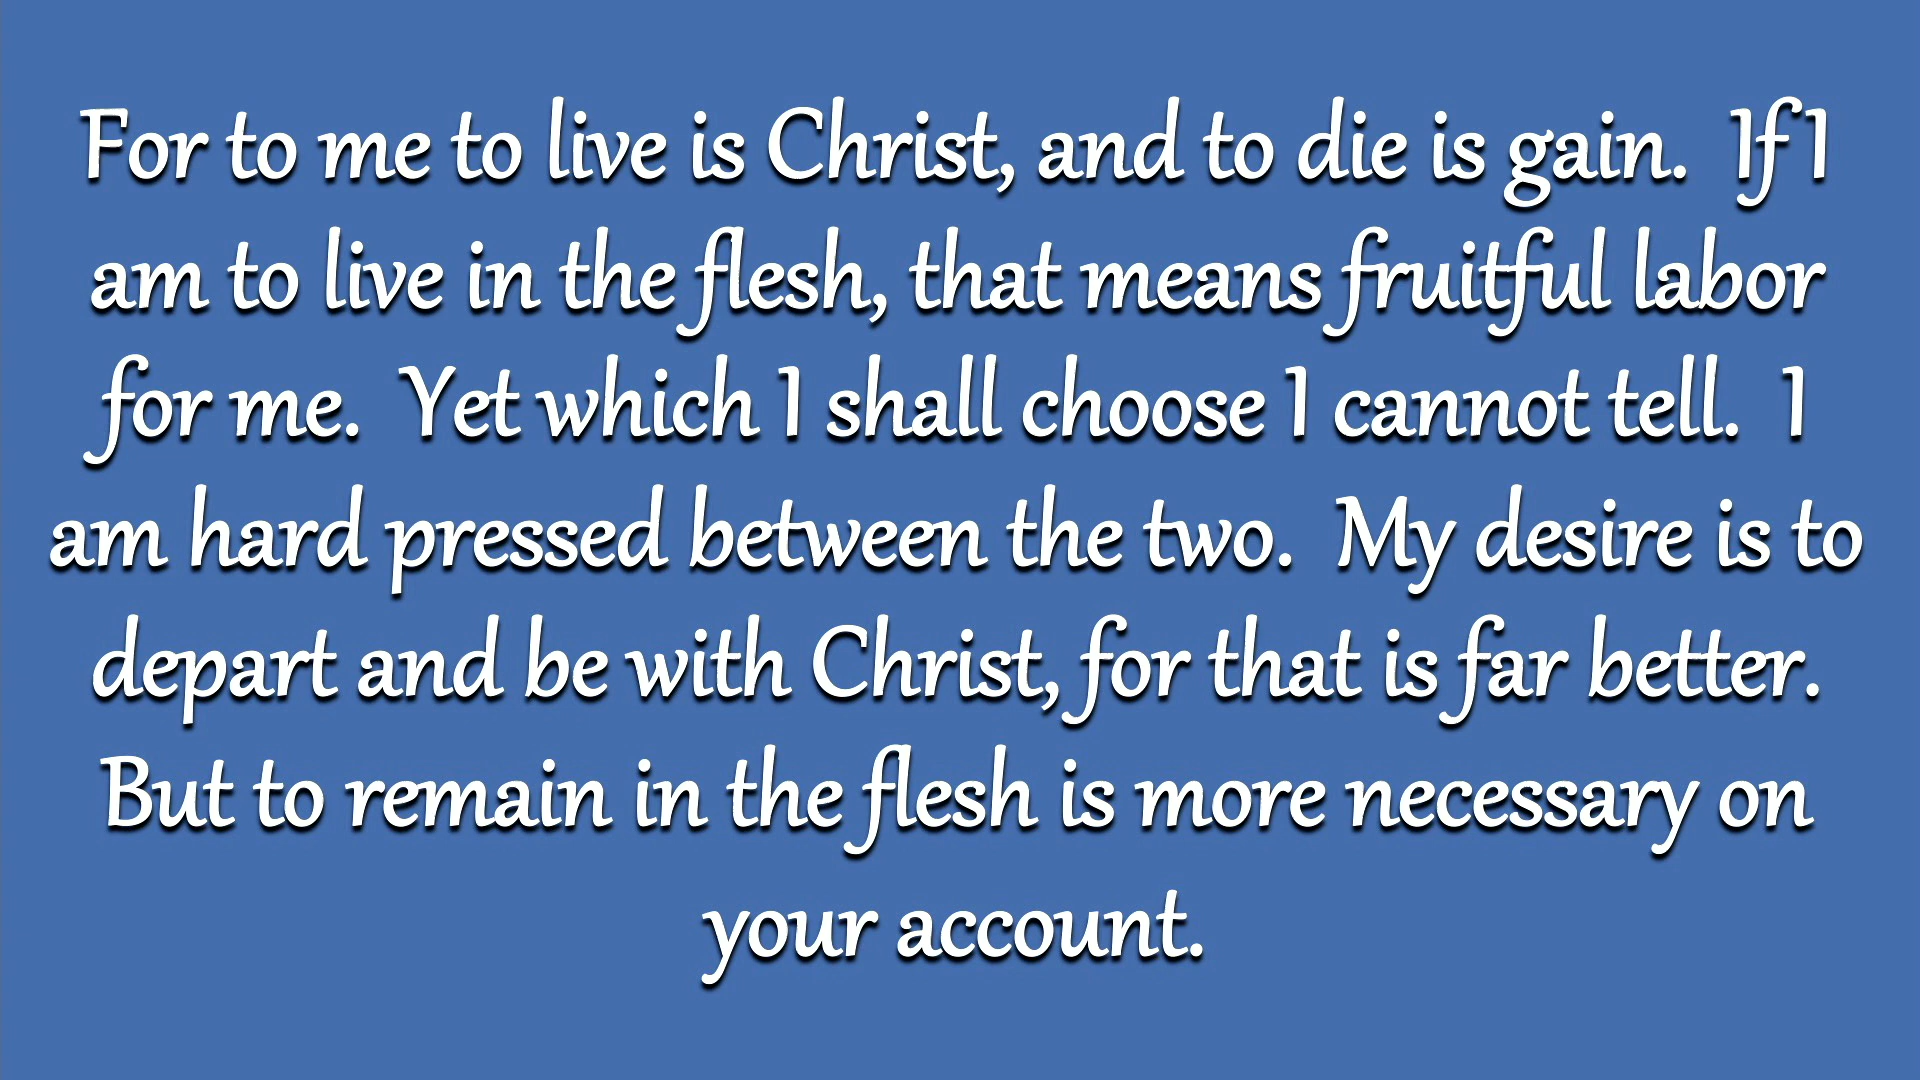 For to me to live is Christ, and to die is gain.  If I
am to live in the flesh, that means fruitful labor
for me.  Yet which I shall choose I cannot tell.  I
am hard pressed between the two.  My desire is to
depart and be with Christ, for that is far better.
But to remain in the flesh is more necessary on
your account.